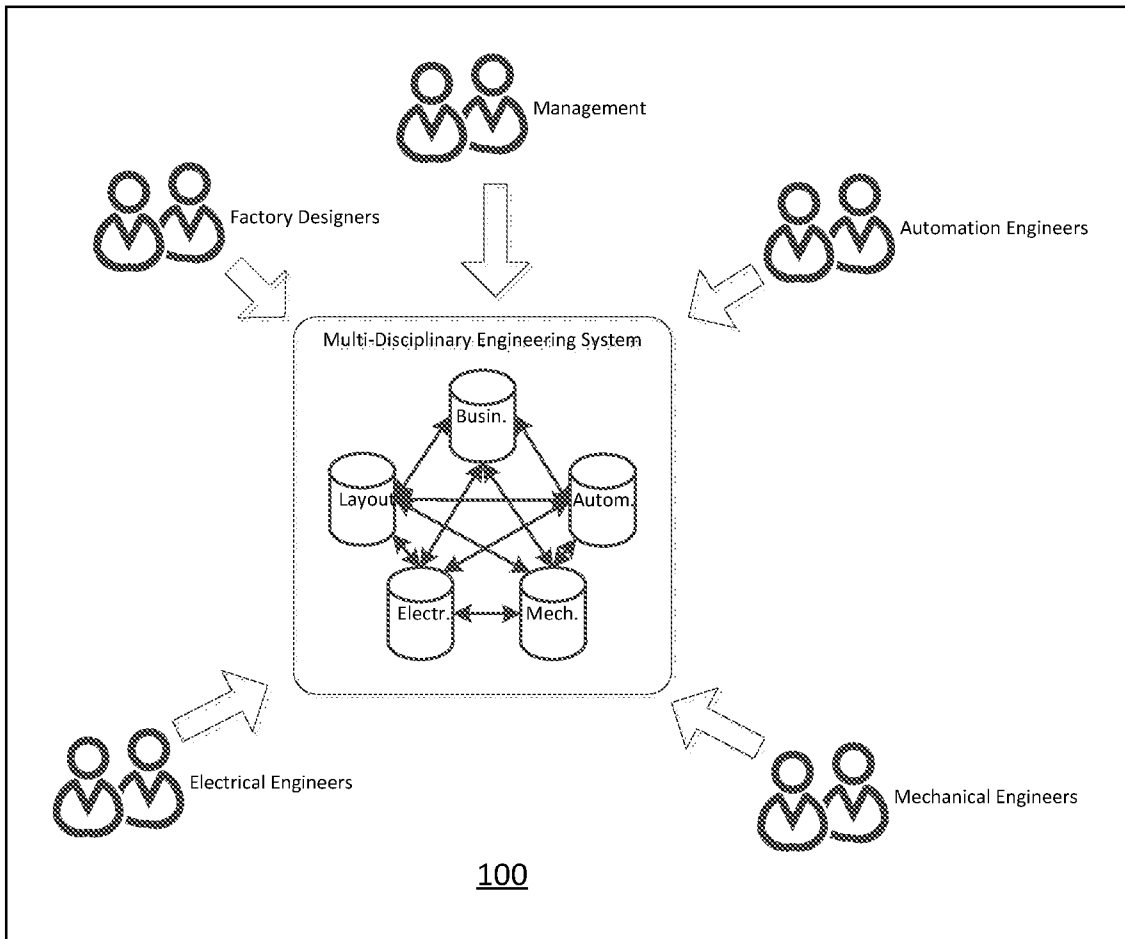 Management
Factory Designers
Automation Engineers
Multi-Disciplinary Engineering System
Busin.
Layout
Autom.
Electr.
Mech.
Electrical Engineers
Mechanical Engineers
100